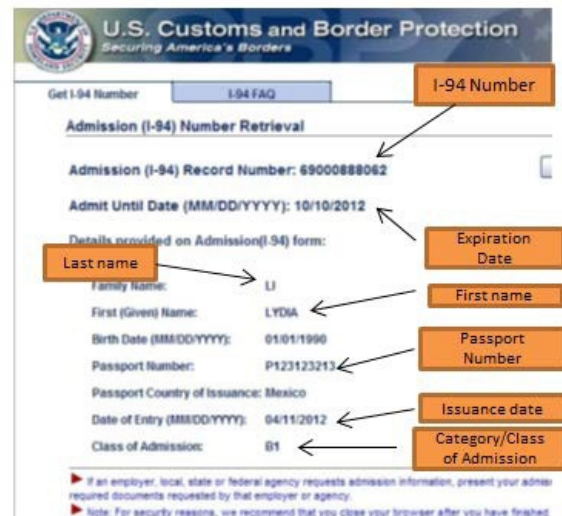 U.S. Customs and Border Protection
Securing America's Borders
Get I-94 Number
I-94 FAQ
I-94 Number
Admission (I-94) Number Retrieval
Admission (I-94) Record Number: 69000888062
Admit Until Date (MM/DD/YYYY): 10/10/2012
Details provided on Admission(I-94) form:
Expiration Date
Last name
Family Name: LI
First name
First (Given) Name: LYDIA
Birth Date (MM/DD/YYYY): 01/01/1990
Passport Number
Passport Number: P123123213
Passport Country of Issuance: Mexico
Issuance date
Date of Entry (MM/DD/YYYY): 04/11/2012
Category/Class of Admission
Class of Admission: B1
If an employer, local, state or federal agency requests admission information, present your
required documents requested by that employer or agency.
Note: For security reasons, we recommend that you close your browser after you have finished